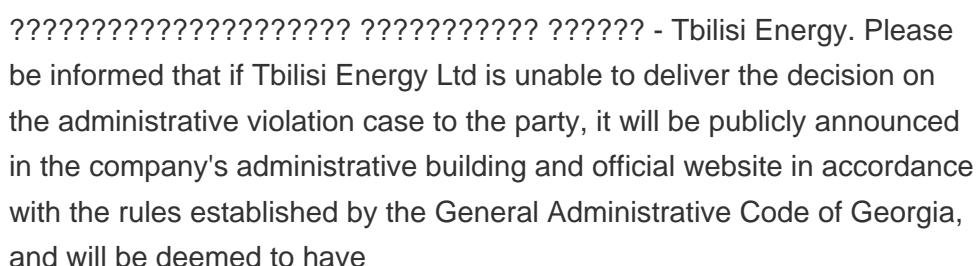 ????????????????????? ??????????? ?????? - Tbilisi Energy. Please
be informed that if Tbilisi Energy Ltd is unable to deliver the decision on
the administrative violation case to the party, it will be publicly announced
in the company's administrative building and official website in accordance
with the rules established by the General Administrative Code of Georgia,
and will be deemed to have